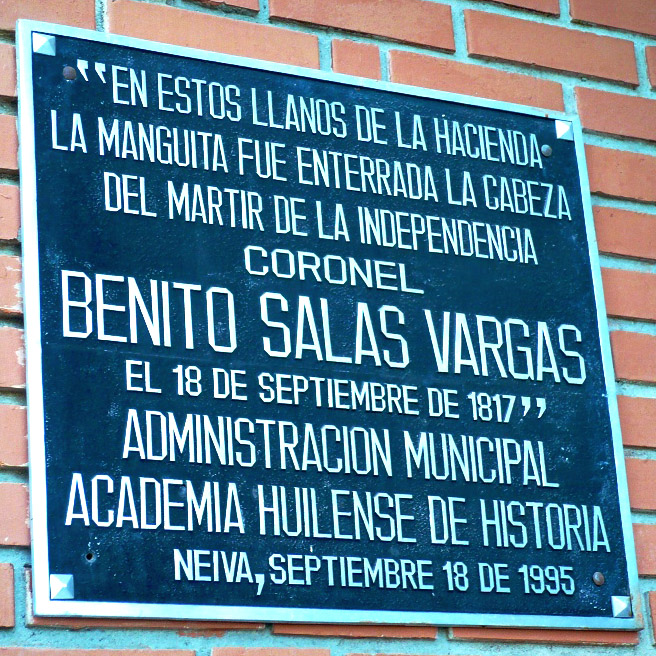 "EN ESTOS LLANOS DE LA HACIENDA
LA MANGUITA FUE ENTERRADA LA CABEZA
DEL MARTIR DE LA INDEPENDENCIA
CORONEL
BENITO SALAS VARGAS
EL 18 DE SEPTIEMBRE DE 1817"
ADMINISTRACION MUNICIPAL
ACADEMIA HUILENSE DE HISTORIA
NEIVA, SEPTIEMBRE 18 DE 1995